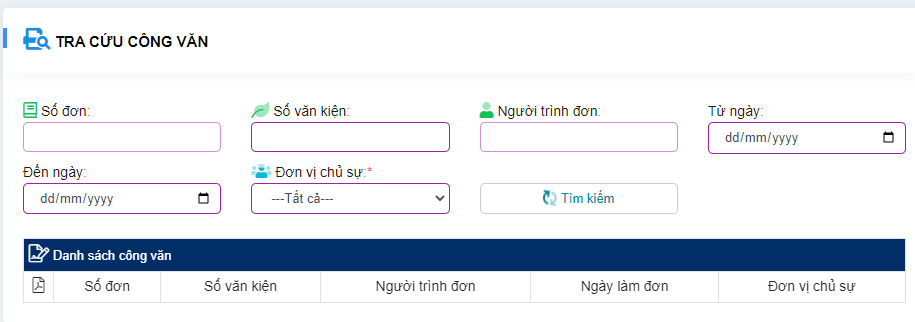 TRA CỨU CÔNG VĂN
Số đơn:
Số văn kiện:
Người trình đơn:
Từ ngày:
dd/mm/yyyy
Đến ngày:
Đơn vị chủ sự:*
dd/mm/yyyy
---Tất cả---
Tìm kiếm
Danh sách công văn
Số đơn Số văn kiện Người trình đơn Ngày làm đơn Đơn vị chủ sự